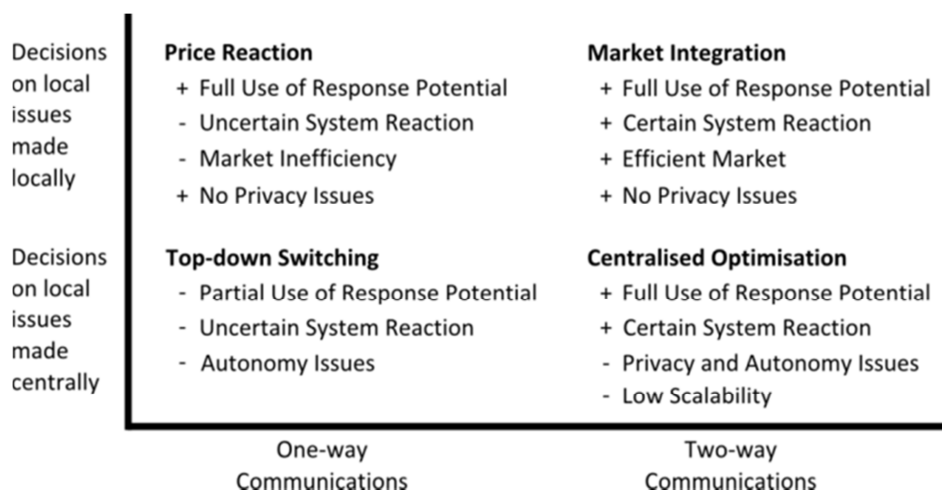 Decisions
on local
issues
made
locally
Price Reaction
+ Full Use of Response Potential
- Uncertain System Reaction
- Market Inefficiency
+ No Privacy Issues
Market Integration
+ Full Use of Response Potential
+ Certain System Reaction
+ Efficient Market
+ No Privacy Issues
Decisions
on local
issues
made
centrally
Top-down Switching
- Partial Use of Response Potential
- Uncertain System Reaction
- Autonomy Issues
Centralised Optimisation
+ Full Use of Response Potential
+ Certain System Reaction
- Privacy and Autonomy Issues
- Low Scalability
One-way
Communications
Two-way
Communications